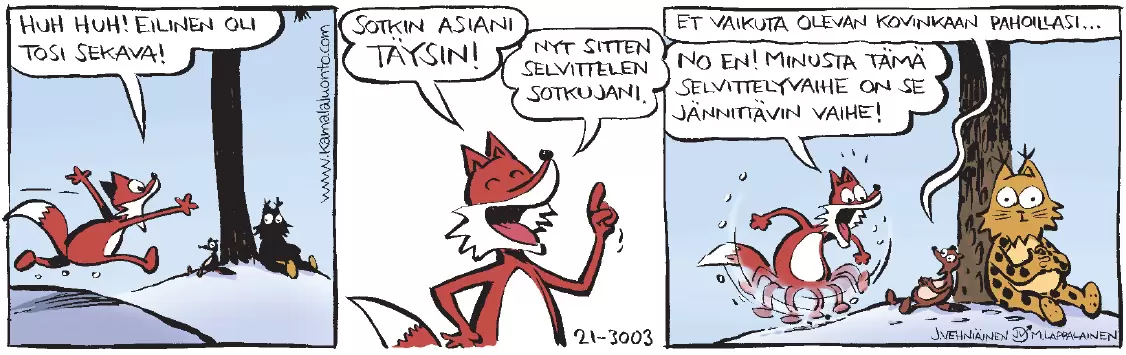 HUH HUH! EILINEN OLI
TOSI SEKAVA!
www.kamalaluonto.com
SOTKIN ASIANI
TÄYSIN!
NYT SITTEN
SELVITTELEN
SOTKUJANI.
21-3003
ET VAIKUTA OLEVAN KOVINKAAN PAHOILLASI...
NO EN! MINUSTA TÄMÄ
SELVITTELYVAIHE ON SE
JÄNNITTÄVIN VAIHE!
J.VEHNIÄINEN JV M.LAPPALAINEN